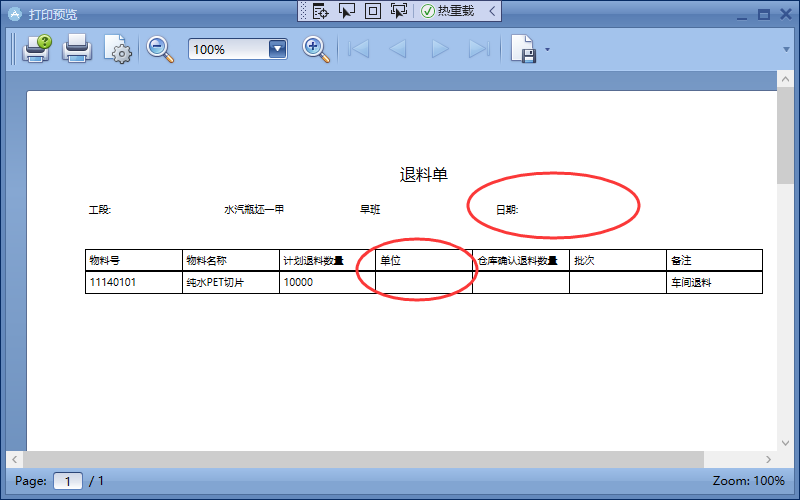 打印预览
热重载
100%
退料单
工段: 水汽瓶坯一甲 早班 日期:
物料号 物料名称 计划退料数量 单位 仓库确认退料数量 批次 备注
11140101 纯水PET切片 10000 车间退料
Page: 1 / 1 Zoom: 100%